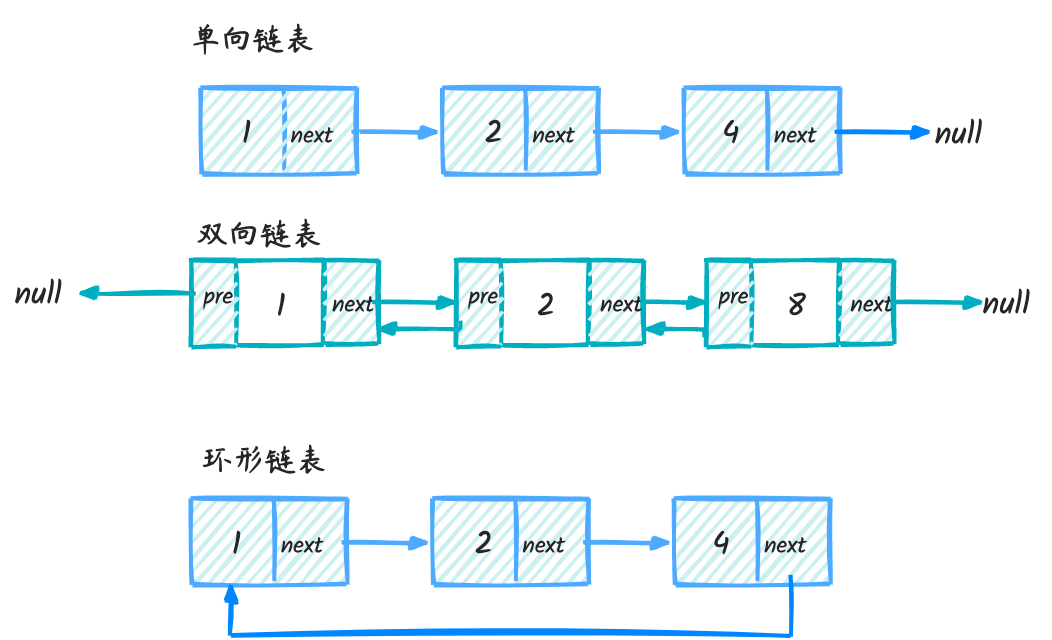 单向链表
1 next 2 next 4 next null
双向链表
null pre 1 next pre 2 next pre 8 next null
环形链表
1 next 2 next 4 next